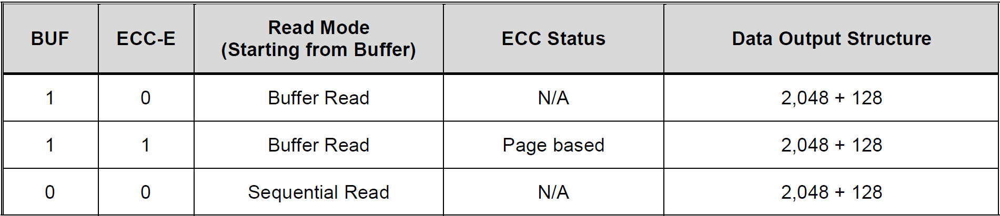 BUF ECC-E Read Mode (Starting from Buffer) ECC Status Data Output Structure
1 0 Buffer Read N/A 2,048 + 128
1 1 Buffer Read Page based 2,048 + 128
0 0 Sequential Read N/A 2,048 + 128